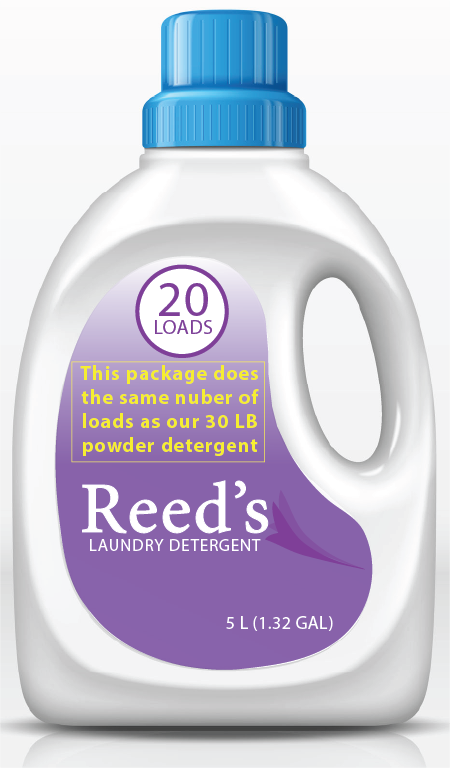 20
LOADS
This package does
the same nuber of
loads as our 30 LB
powder detergent
Reed's
LAUNDRY DETERGENT
5 L (1.32 GAL)